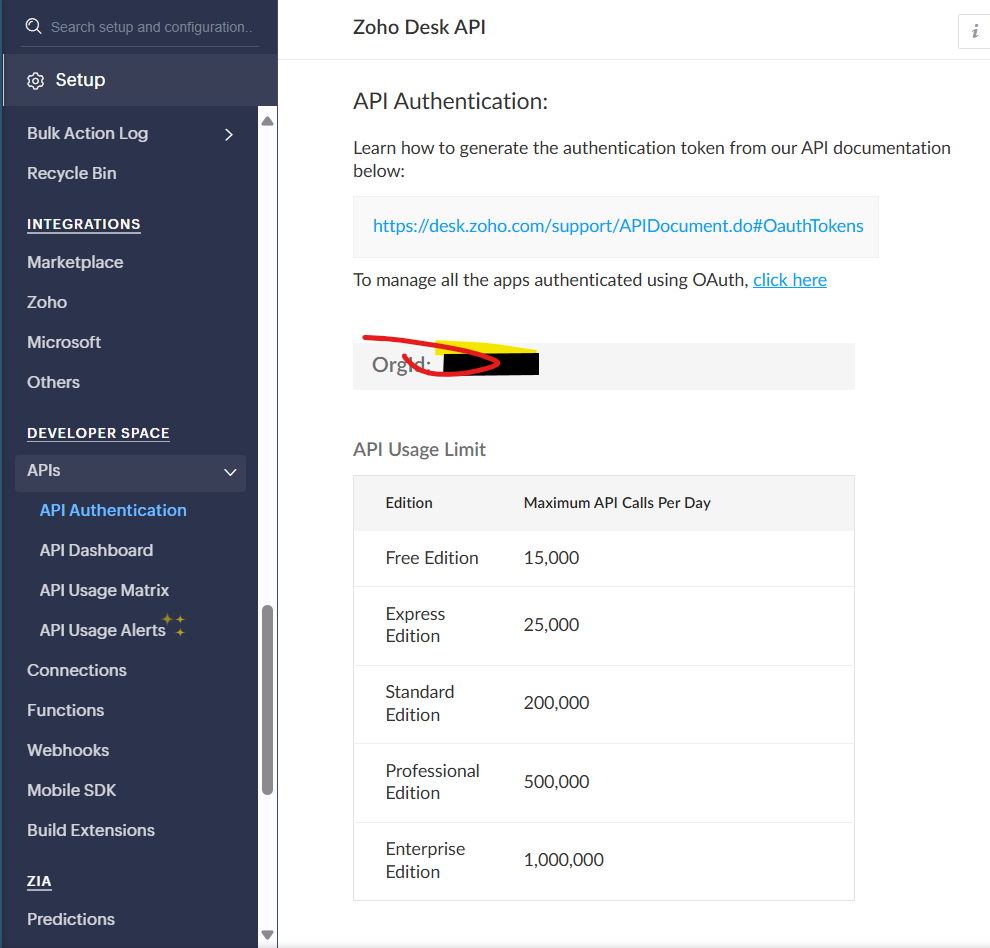 Search setup and configuration..
Setup
Bulk Action Log
Recycle Bin
INTEGRATIONS
Marketplace
Zoho
Microsoft
Others
DEVELOPER SPACE
APIs
API Authentication
API Dashboard
API Usage Matrix
API Usage Alerts
Connections
Functions
Webhooks
Mobile SDK
Build Extensions
ZIA
Predictions
Zoho Desk API
i
API Authentication:
Learn how to generate the authentication token from our API documentation
below:
https://desk.zoho.com/support/APIDocument.do#OauthTokens
To manage all the apps authenticated using OAuth, click here
OrgId:
API Usage Limit
Edition Maximum API Calls Per Day
Free Edition 15,000
Express
Edition 25,000
Standard
Edition 200,000
Professional
Edition 500,000
Enterprise
Edition 1,000,000